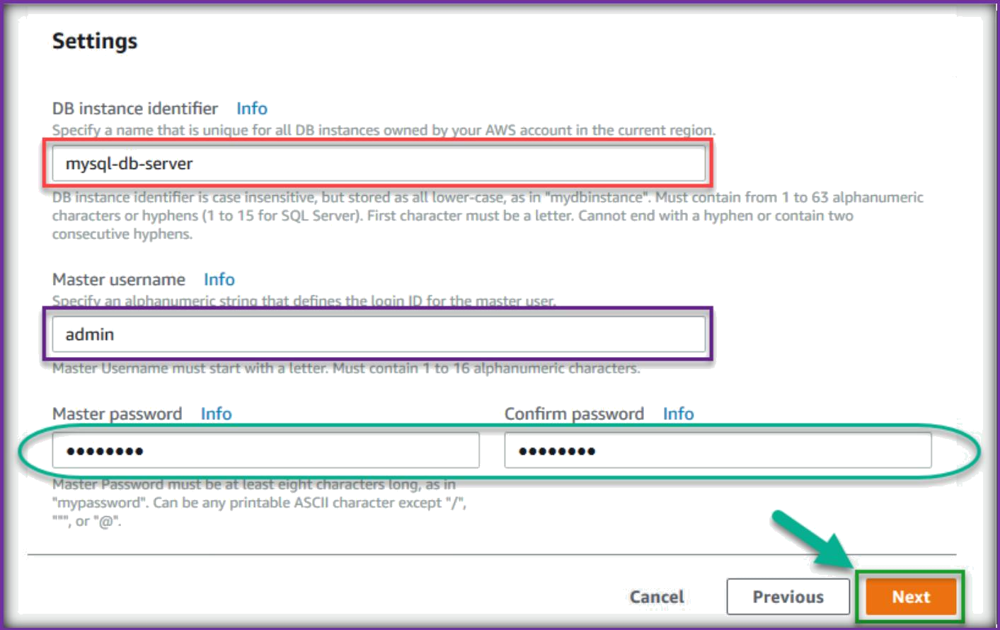 Settings
DB instance identifier Info
Specify a name that is unique for all DB instances owned by your AWS account in the current region.
mysql-db-server
DB instance identifier is case insensitive, but stored as all lower-case, as in "mydbinstance". Must contain from 1 to 63 alphanumeric
characters or hyphens (1 to 15 for SQL Server). First character must be a letter. Cannot end with a hyphen or contain two
consecutive hyphens.
Master username Info
Specify an alphanumeric string that defines the login ID for the master user.
admin
Master Username must start with a letter. Must contain 1 to 16 alphanumeric characters.
Master password Info Confirm password Info
•••••••• ••••••••
Master Password must be at least eight characters long, as in
"mypassword". Can be any printable ASCII character except "/",
""", or "@".
Cancel Previous Next